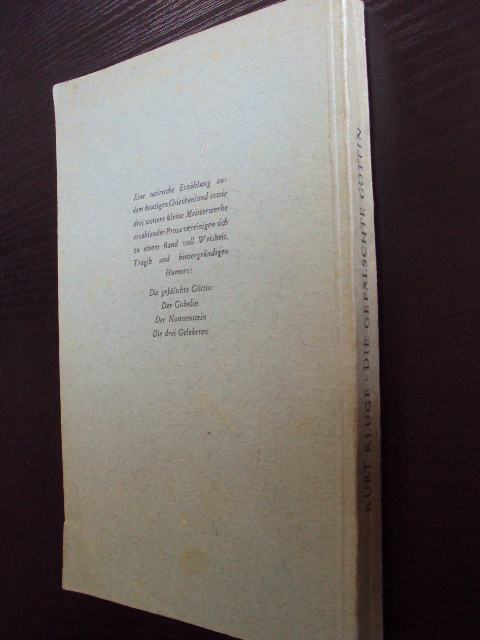 Eine satirische Erzählung aus
dem heutigen Griechenland sowie
drei weitere kleine Meisterwerke
erzählender Prosa vereinigen sich
zu einem Band voll Weisheit,
Tragik und hintergründigen
Humors:
Die gefälschte Göttin
Der Gobelin
Der Nonnenstein
Die drei Gelehrten
KURT KLUGE · DIE GEFÄLSCHTE GÖTTIN